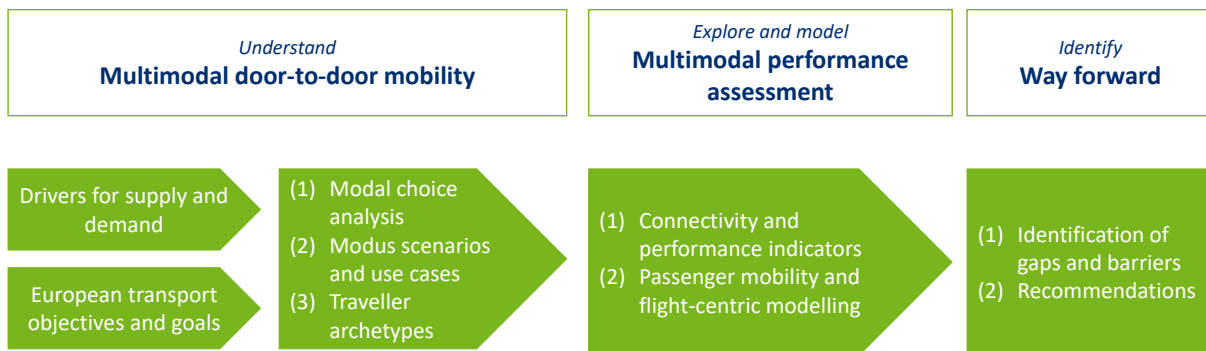 Understand
Multimodal door-to-door mobility
Explore and model
Multimodal performance
assessment
Identify
Way forward
Drivers for supply and
demand
European transport
objectives and goals
(1) Modal choice
analysis
(2) Modus scenarios
and use cases
(3) Traveller
archetypes
(1) Connectivity and
performance indicators
(2) Passenger mobility and
flight-centric modelling
(1) Identification of
gaps and barriers
(2) Recommendations